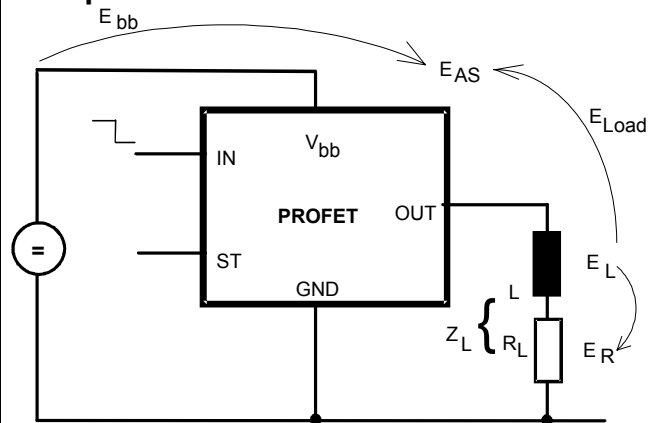 E bb
E AS
E Load
V bb
IN
PROFET
OUT
=
ST
GND
E L
L
Z L { R L
E R